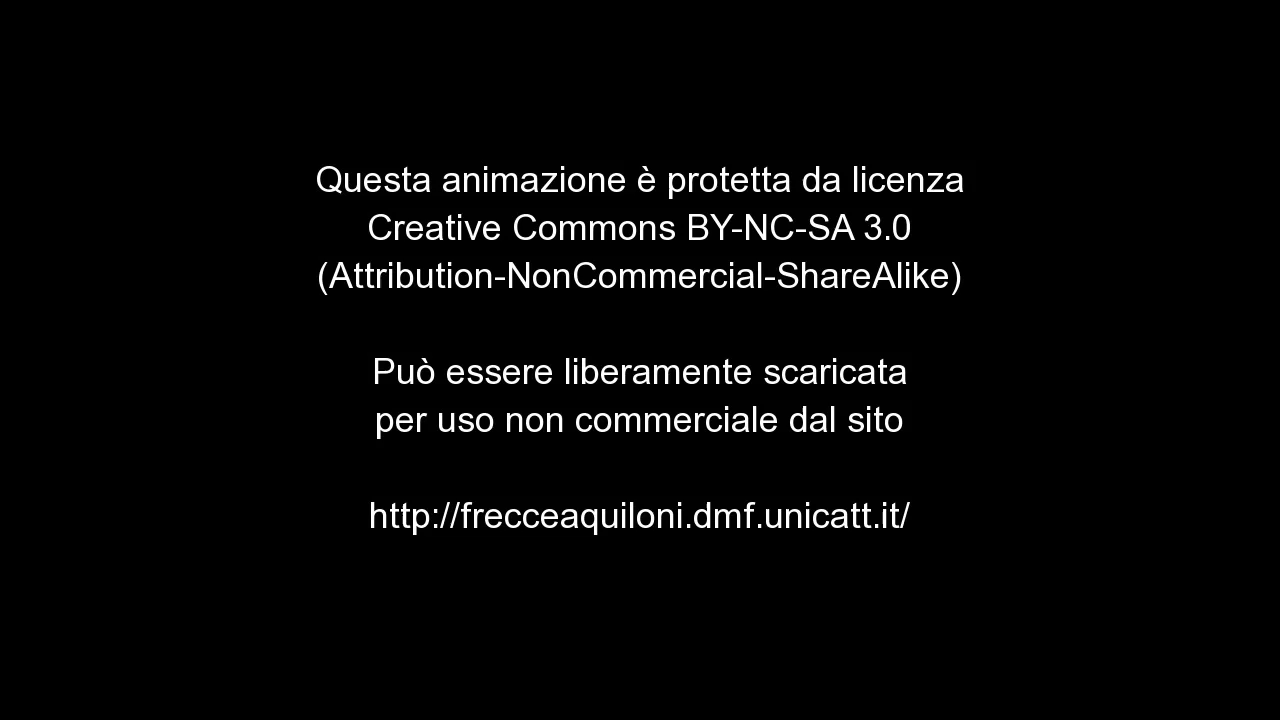 Questa animazione è protetta da licenza
Creative Commons BY-NC-SA 3.0
(Attribution-NonCommercial-ShareAlike)
Può essere liberamente scaricata
per uso non commerciale dal sito
http://frecceaquiloni.dmf.unicatt.it/